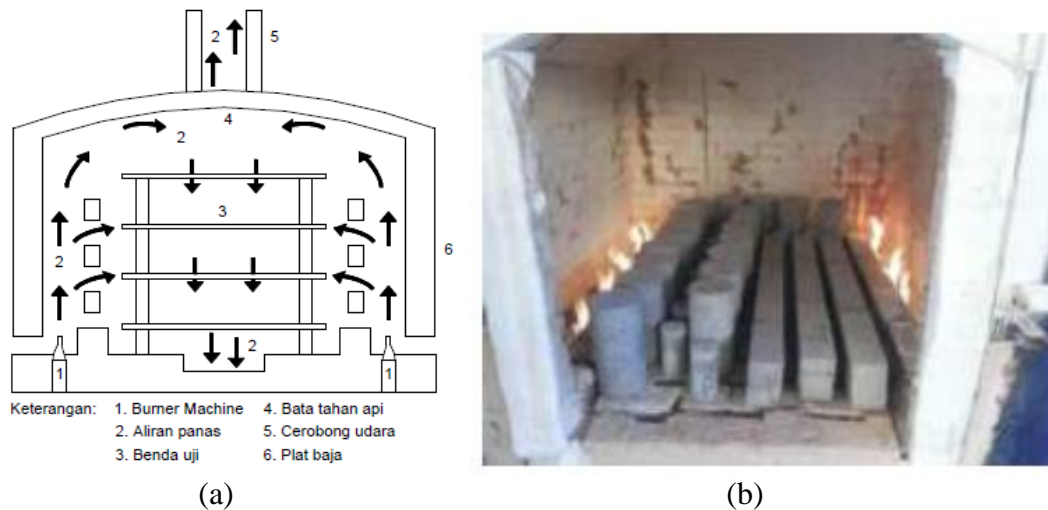 2
5
4
2
3
2
6
2
1
1
Keterangan: 1. Burner Machine 4. Bata tahan api
2. Aliran panas 5. Cerobong udara
3. Benda uji 6. Plat baja
(a) (b)